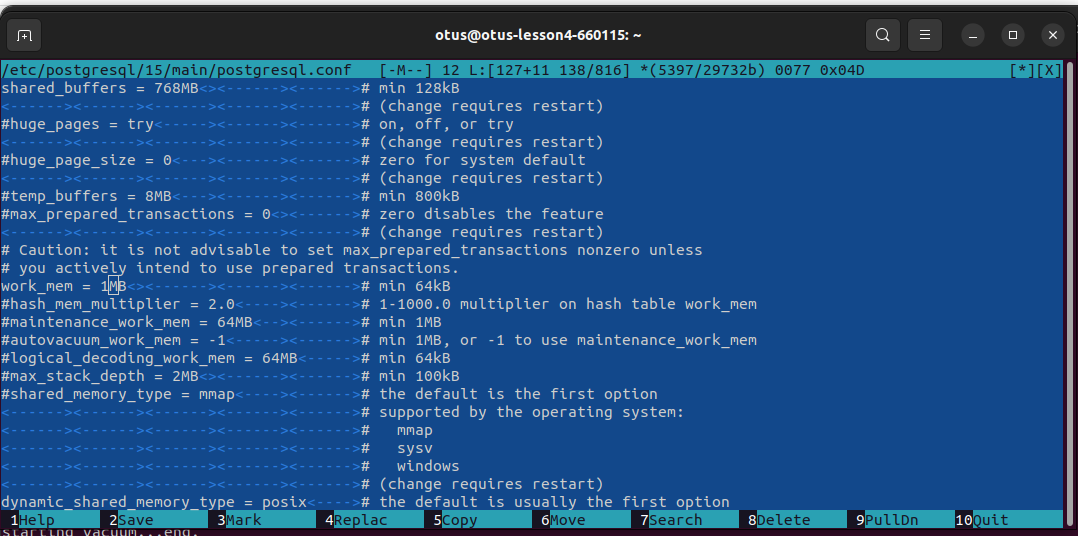 otus@otus-lesson4-660115: ~
/etc/postgresql/15/main/postgresql.conf   [-M--] 12 L:[127+11 138/816] *(5397/29732b) 0077 0x04D                [*][X]
shared_buffers = 768MB<><------><------># min 128kB
<------><------><------><------><------># (change requires restart)
#huge_pages = try<-----><------><------># on, off, or try
<------><------><------><------><------># (change requires restart)
#huge_page_size = 0<---><------><------># zero for system default
<------><------><------><------><------># (change requires restart)
#temp_buffers = 8MB<---><------><------># min 800kB
#max_prepared_transactions = 0<><------># zero disables the feature
<------><------><------><------><------># (change requires restart)
# Caution: it is not advisable to set max_prepared_transactions nonzero unless
# you actively intend to use prepared transactions.
work_mem = 1MB<><------><------><------># min 64kB
#hash_mem_multiplier = 2.0<----><------># 1-1000.0 multiplier on hash table work_mem
#maintenance_work_mem = 64MB<--><------># min 1MB
#autovacuum_work_mem = -1<-----><------># min 1MB, or -1 to use maintenance_work_mem
#logical_decoding_work_mem = 64MB<-----># min 64kB
#max_stack_depth = 2MB<><------><------># min 100kB
#shared_memory_type = mmap<----><------># the default is the first option
<------><------><------><------><------># supported by the operating system:
<------><------><------><------><------>#   mmap
<------><------><------><------><------>#   sysv
<------><------><------><------><------>#   windows
<------><------><------><------><------># (change requires restart)
dynamic_shared_memory_type = posix<----># the default is usually the first option
1Help 2Save 3Mark 4Replac 5Copy 6Move 7Search 8Delete 9PullDn 10Quit
starting vacuum...end.